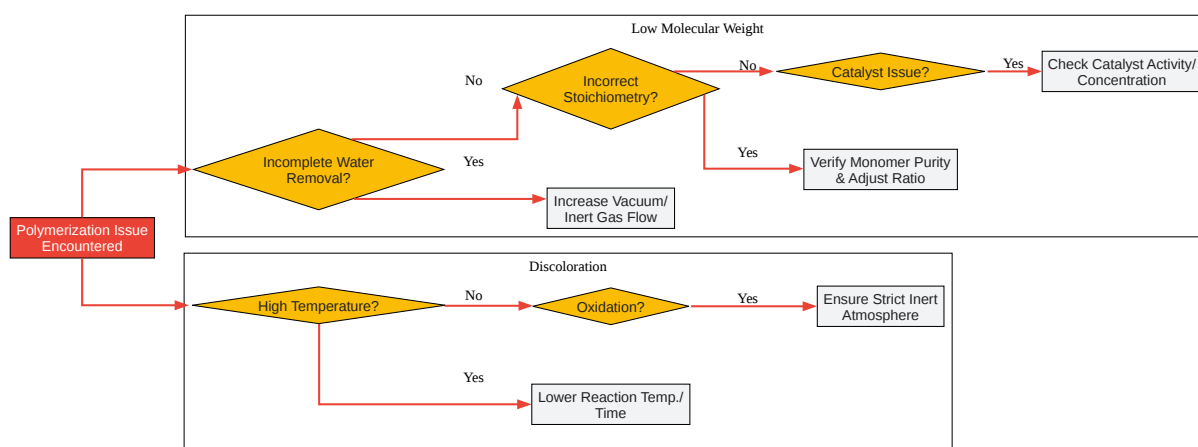 Low Molecular Weight
No
Incorrect
Stoichiometry?
No
Catalyst Issue?
Yes
Check Catalyst Activity/
Concentration
Incomplete Water
Removal?
Yes
Increase Vacuum/
Inert Gas Flow
Yes
Verify Monomer Purity
& Adjust Ratio
Polymerization Issue
Encountered
Discoloration
High Temperature?
No
Oxidation?
Yes
Ensure Strict Inert
Atmosphere
Yes
Lower Reaction Temp./
Time